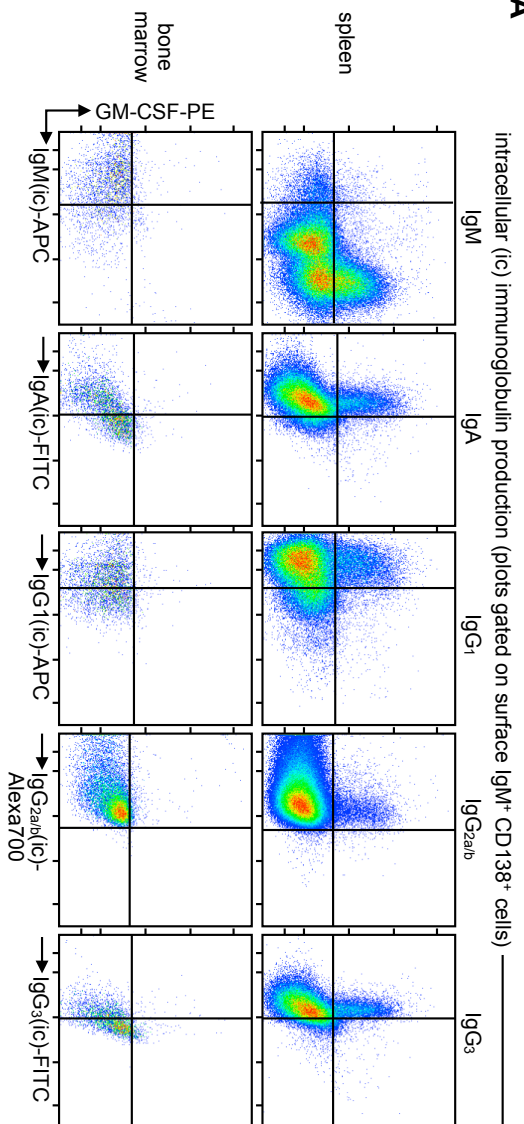 A
intracellular (ic) immunoglobulin production (plots gated on surface IgM⁺ CD138⁺ cells)
IgM
IgA
IgG₁
IgG₂ₐ/b
IgG₃
spleen
bone
marrow
GM-CSF-PE
IgM(ic)-APC
IgA(ic)-FITC
IgG1(ic)-APC
IgG₂ₐ/b(ic)-
Alexa700
IgG₃(ic)-FITC